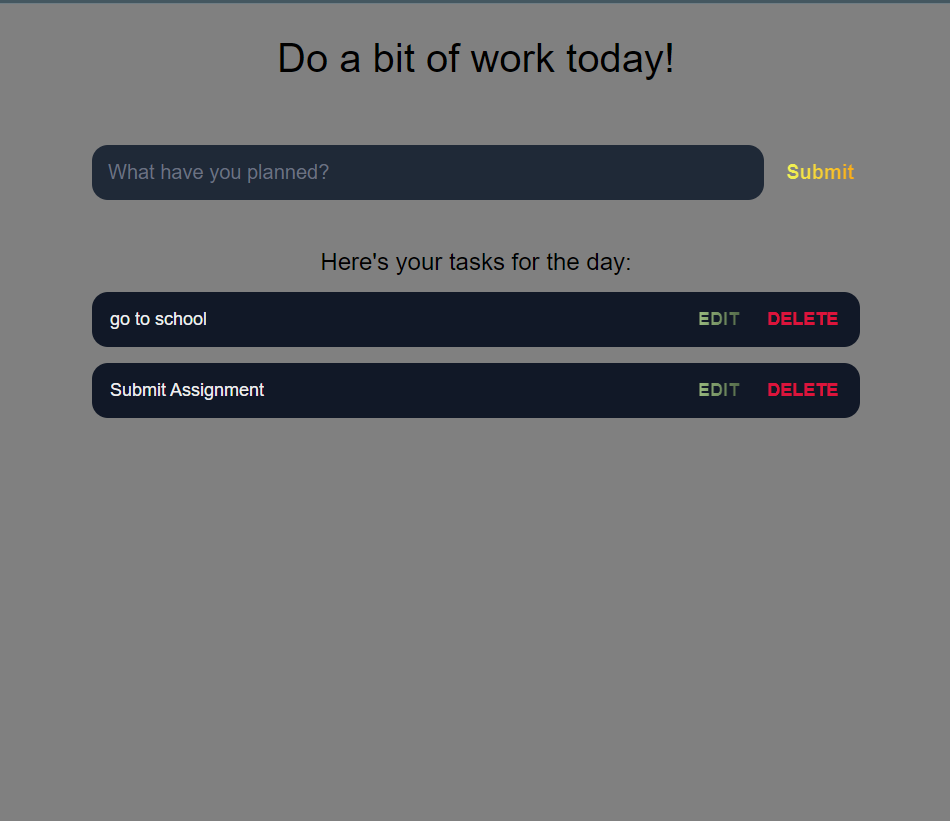 Do a bit of work today!
What have you planned? Submit
Here's your tasks for the day:
go to school EDIT DELETE
Submit Assignment EDIT DELETE